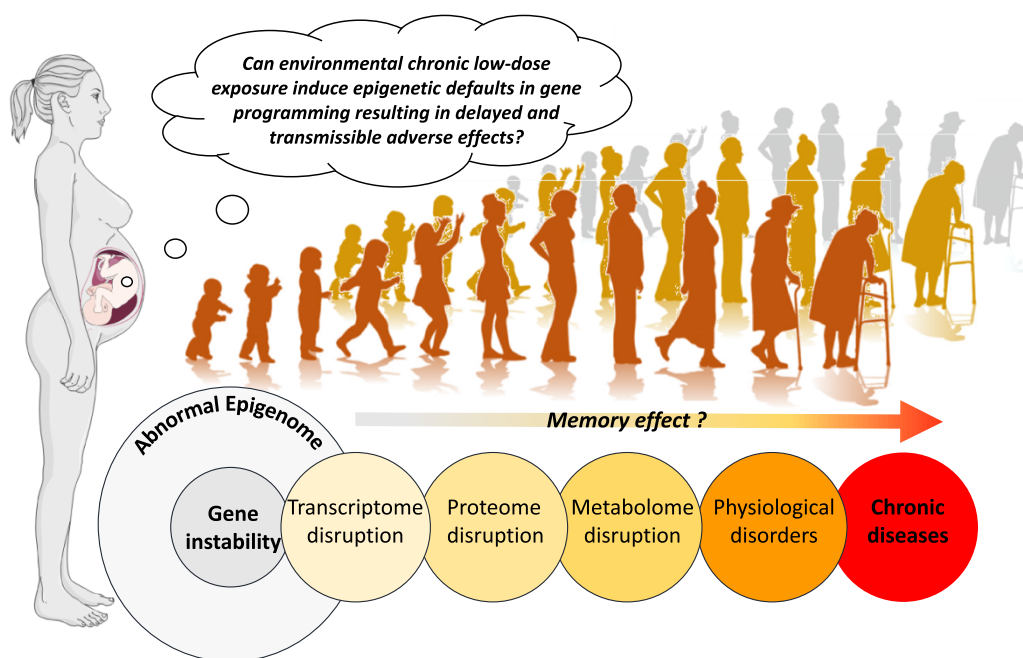 Can environmental chronic low-dose
exposure induce epigenetic defaults in gene
programming resulting in delayed and
transmissible adverse effects?
Memory effect ?
Abnormal Epigenome
Gene
instability
Transcriptome
disruption
Proteome
disruption
Metabolome
disruption
Physiological
disorders
Chronic
diseases